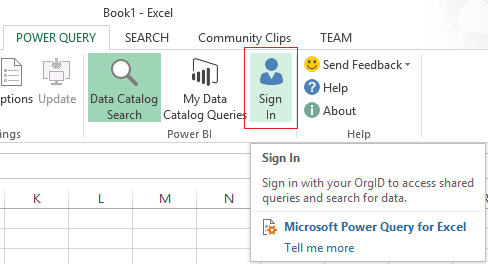 Book1 - Excel
POWER QUERY SEARCH Community Clips TEAM
ptions Update Data Catalog Search My Data Catalog Queries Sign In Send Feedback
Help
About
ngs Power BI Help
Sign In
Sign in with your OrgID to access shared
queries and search for data.
Microsoft Power Query for Excel
Tell me more
K L M N